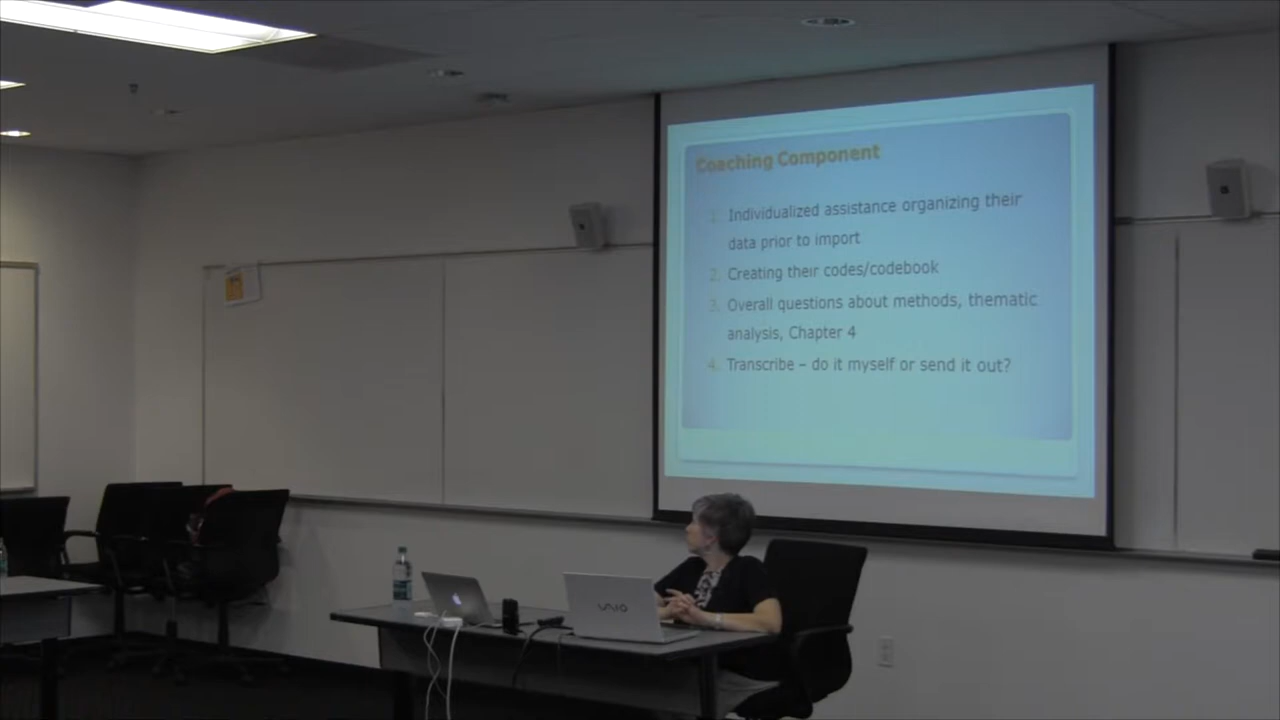 Coaching Component
1. Individualized assistance organizing their
data prior to import
2. Creating their codes/codebook
3. Overall questions about methods, thematic
analysis, Chapter 4
4. Transcribe – do it myself or send it out?
VAIO